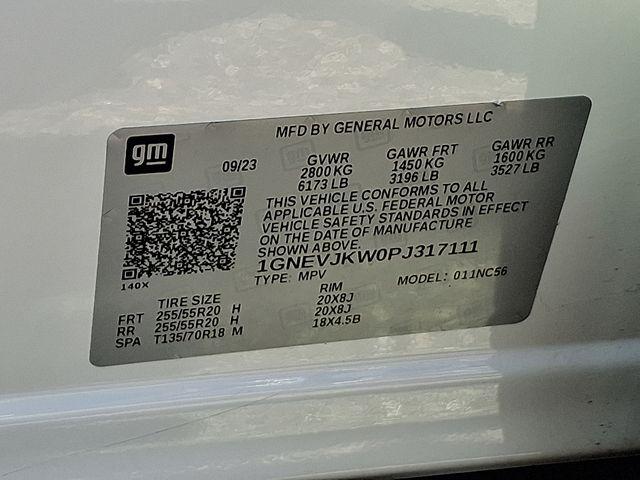 MFD BY GENERAL MOTORS LLC
gm
09/23
GVWR GAWR FRT GAWR RR
2800 KG 1450 KG 1600 KG
6173 LB 3196 LB 3527 LB
THIS VEHICLE CONFORMS TO ALL
APPLICABLE U.S. FEDERAL MOTOR
VEHICLE SAFETY STANDARDS IN EFFECT
ON THE DATE OF MANUFACTURE
SHOWN ABOVE.
1GNEVJKW0PJ317111
140X
TYPE: MPV MODEL: 011NC56
TIRE SIZE RIM
FRT 255/55R20 H 20X8J
RR 255/55R20 H 20X8J
SPA T135/70R18 M 18X4.5B